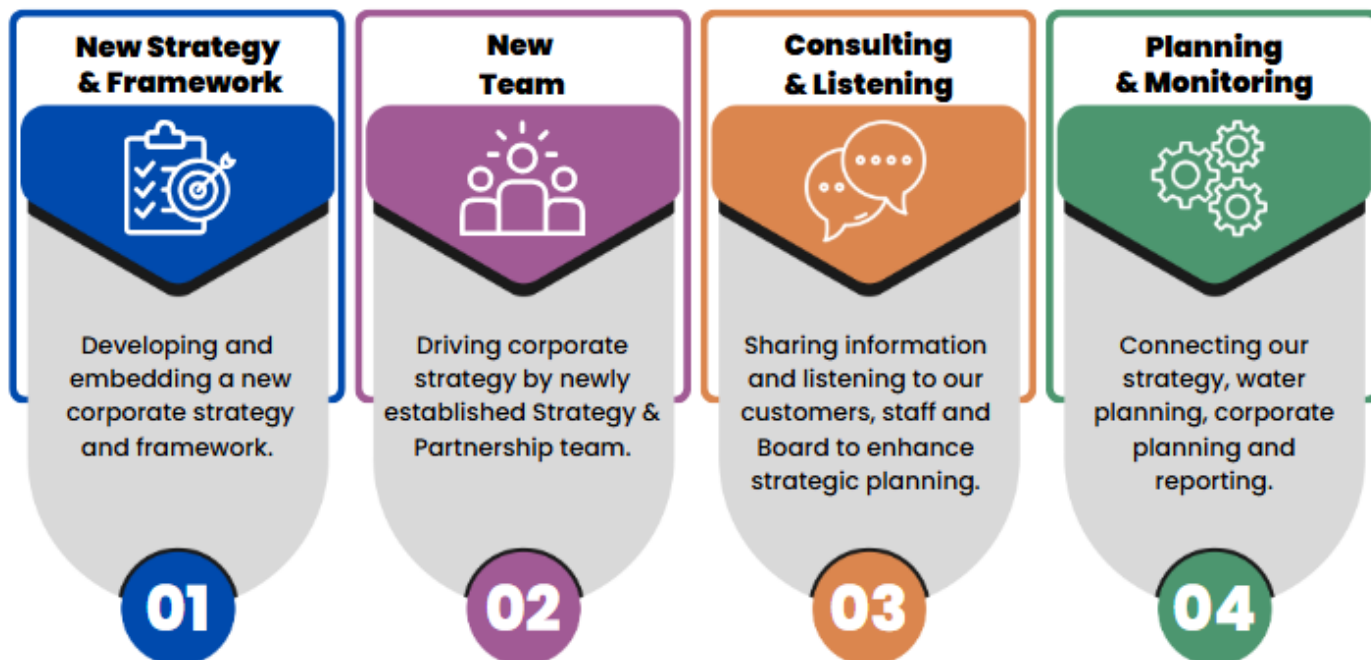 New Strategy
& Framework
Developing and
embedding a new
corporate strategy
and framework.
01
New
Team
Driving corporate
strategy by newly
established Strategy &
Partnership team.
02
Consulting
& Listening
Sharing information
and listening to our
customers, staff and
Board to enhance
strategic planning.
03
Planning
& Monitoring
Connecting our
strategy, water
planning, corporate
planning and
reporting.
04